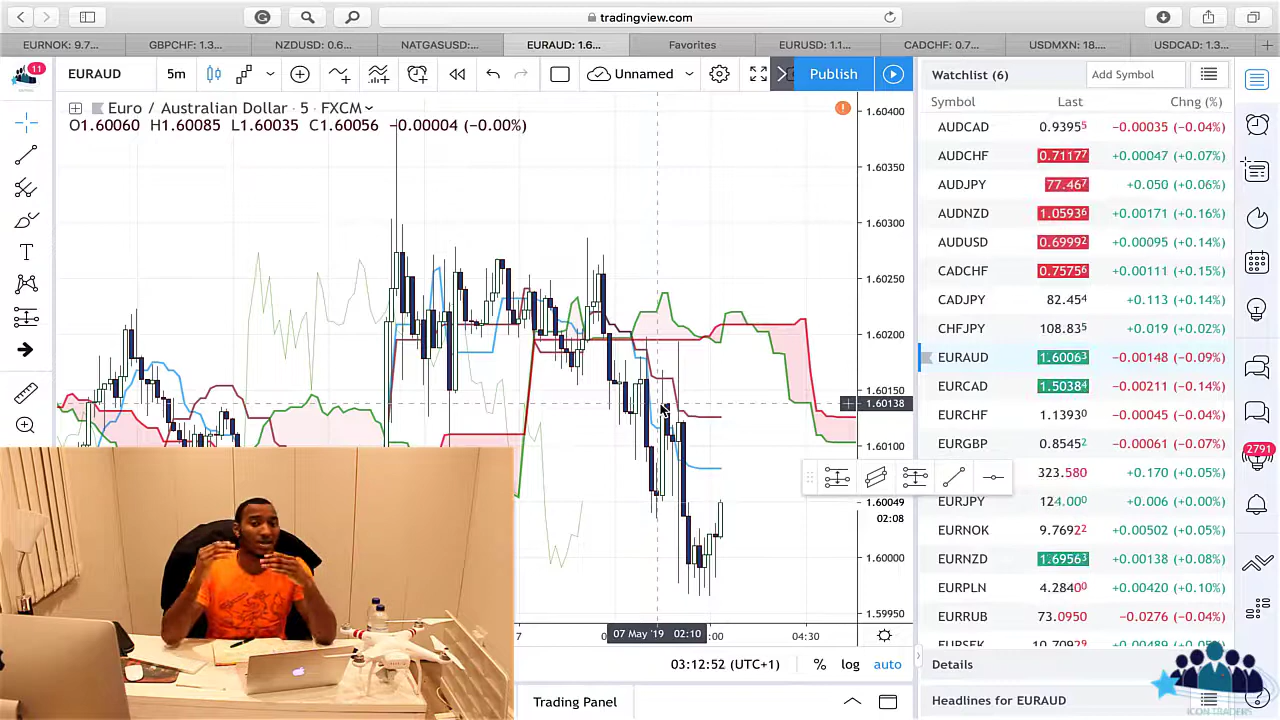 tradingview.com
EURNOK: 9.7...
GBPCHF: 1.3...
NZDUSD: 0.6...
NATGASUSD:...
EURAUD: 1.6...
Favorites
EURUSD: 1.1...
CADCHF: 0.7...
USDMXN: 18....
USDCAD: 1.3...
11
EURAUD
5m
Unnamed
Publish
Watchlist (6)
Add Symbol
Euro / Australian Dollar · 5 · FXCM
O1.60060 H1.60085 L1.60035 C1.60056 −0.00004 (−0.00%)
1.60400
1.60350
1.60300
1.60250
1.60200
1.60150
1.60138
1.60100
1.60049
02:08
1.60000
1.59950
7
07 May '19 02:10
:00
04:30
03:12:52 (UTC+1)
%
log
auto
Trading Panel
Symbol Last Chng (%)
AUDCAD 0.93955 −0.00035 (−0.04%)
AUDCHF 0.71177 +0.00047 (+0.07%)
AUDJPY 77.467 +0.050 (+0.06%)
AUDNZD 1.05936 +0.00171 (+0.16%)
AUDUSD 0.69992 +0.00095 (+0.14%)
CADCHF 0.75756 +0.00111 (+0.15%)
CADJPY 82.454 +0.113 (+0.14%)
CHFJPY 108.835 +0.019 (+0.02%)
EURAUD 1.60063 −0.00148 (−0.09%)
EURCAD 1.50384 −0.00211 (−0.14%)
EURCHF 1.13930 −0.00045 (−0.04%)
EURGBP 0.85452 −0.00061 (−0.07%)
323.580 +0.170 (+0.05%)
EURJPY 124.000 +0.006 (+0.00%)
EURNOK 9.76922 +0.00502 (+0.05%)
EURNZD 1.69563 +0.00138 (+0.08%)
EURPLN 4.28400 +0.00420 (+0.10%)
EURRUB 73.0950 −0.0276 (−0.04%)
EURSEK 10.70929 +0.00489 (+0.05%)
Details
Headlines for EURAUD
2791
ICON TRADERS